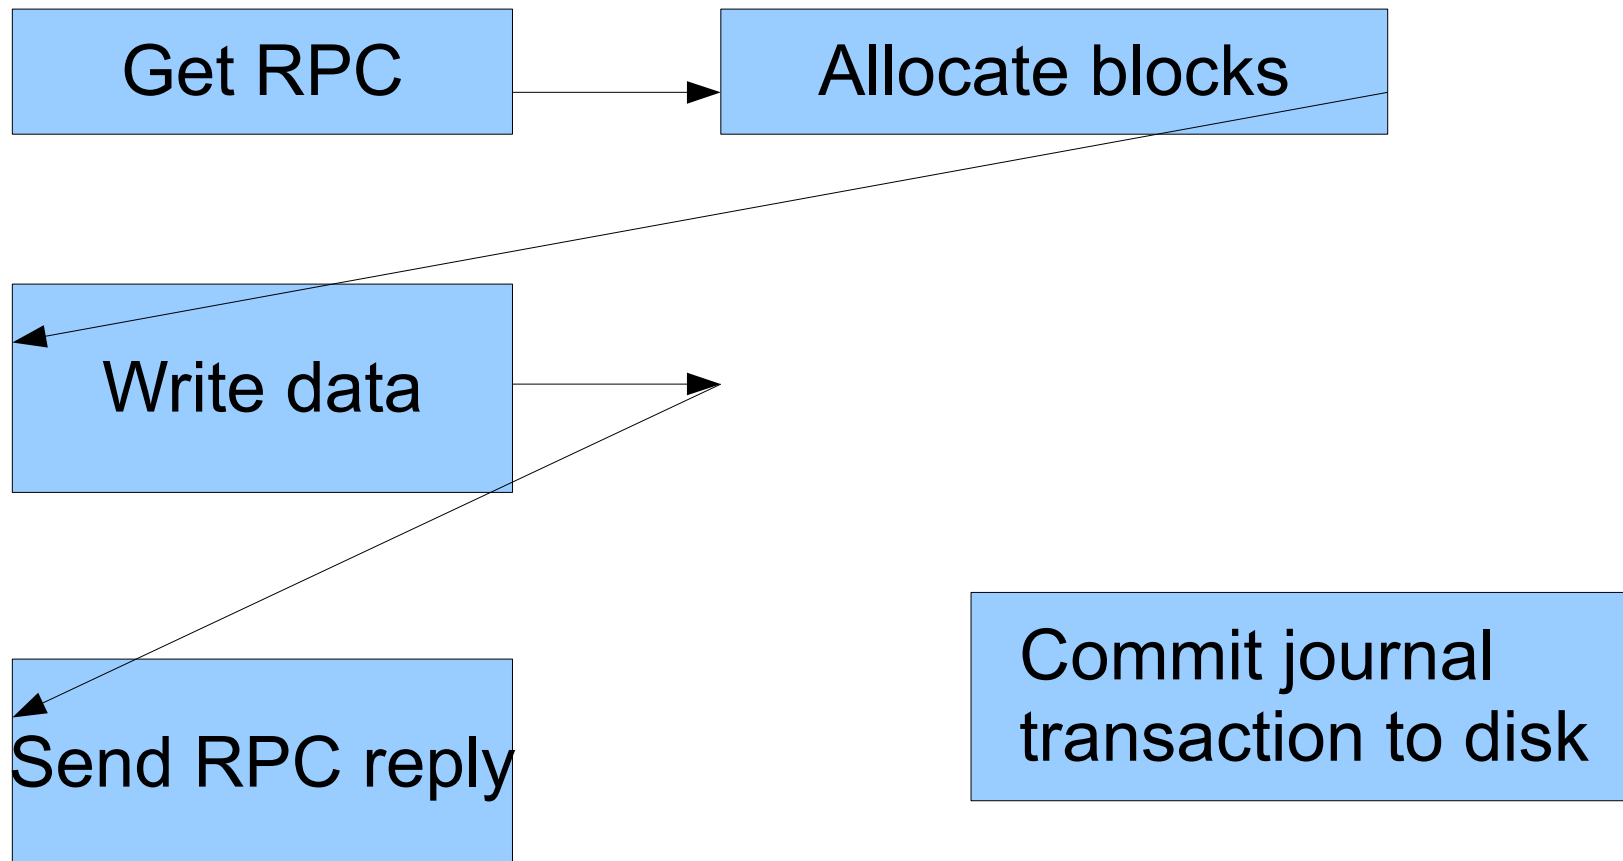 Get RPC
Allocate blocks
Write data
Commit journal
transaction to disk
Send RPC reply